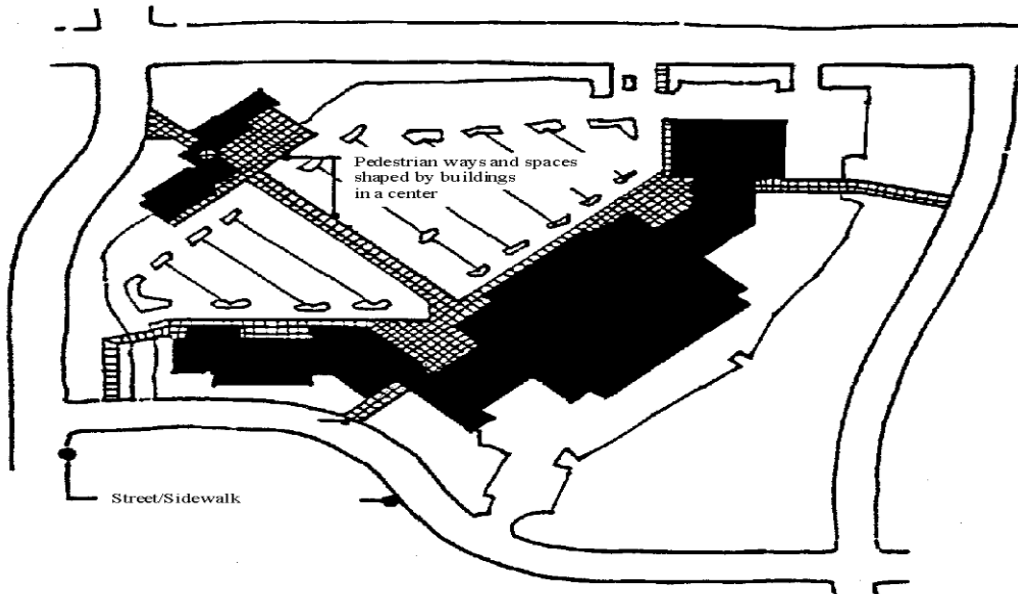 Pedestrian ways and spaces
shaped by buildings
in a center
Street/Sidewalk